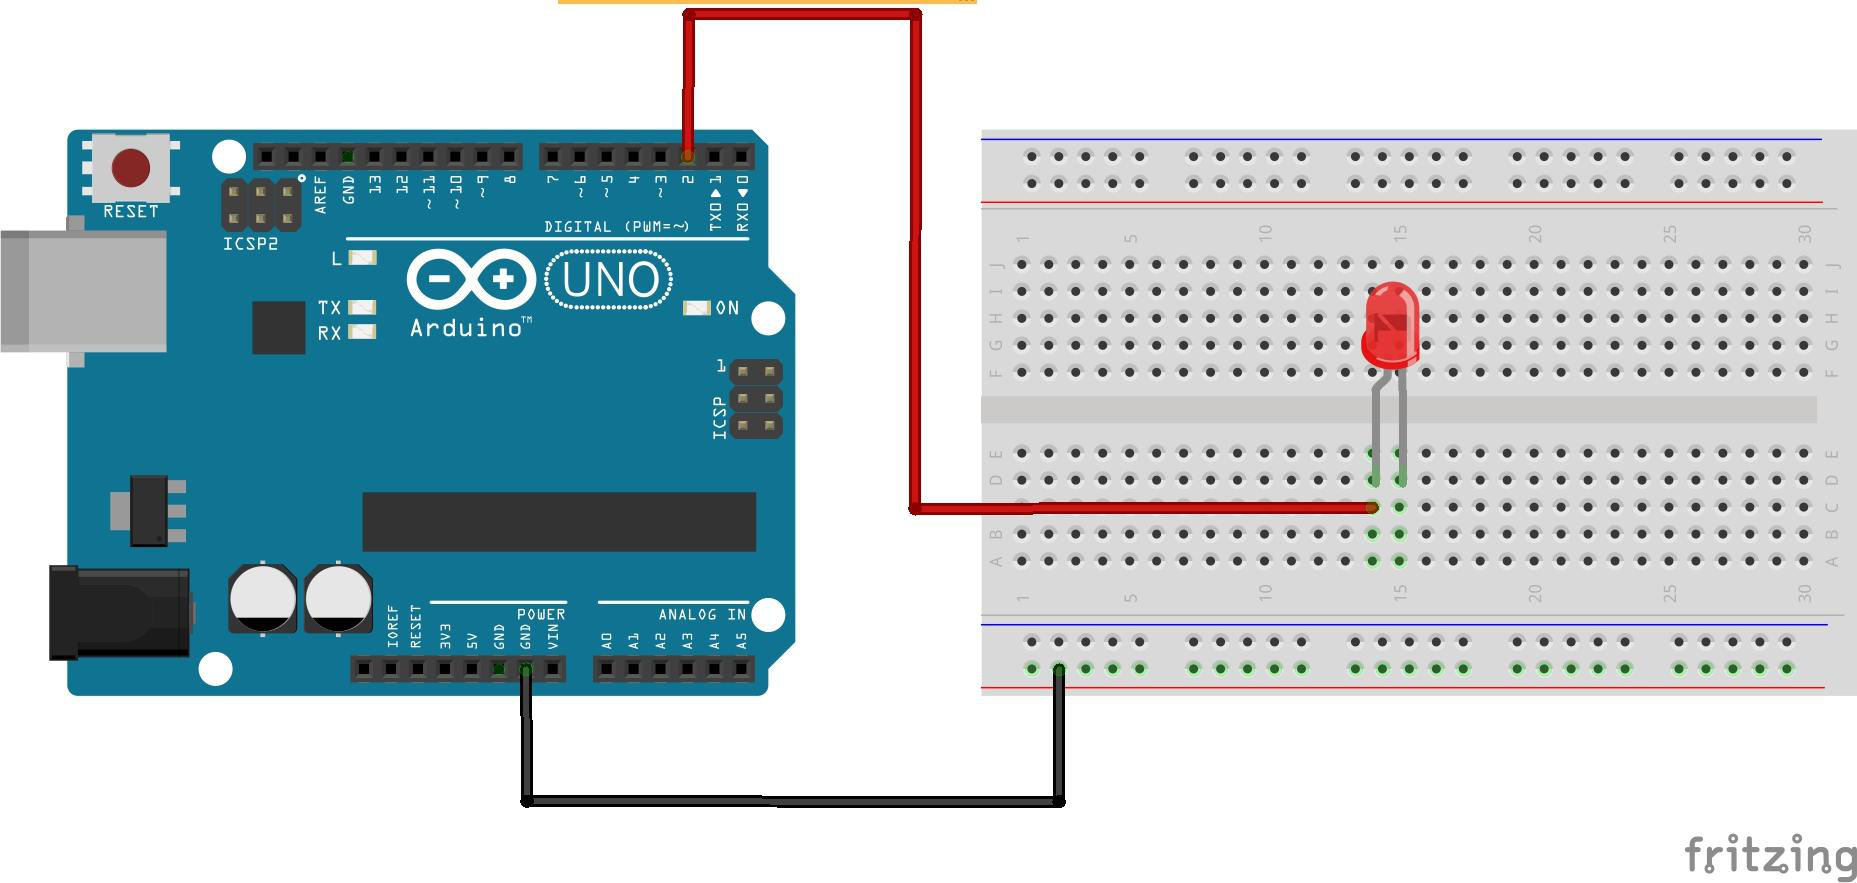 RESET
ICSP2
AREF
GND
13
12
~11
~10
~9
8
7
~6
~5
4
~3
2
TX0▶1
RX0◀0
DIGITAL (PWM=~)
L
TX
RX
Arduino™
UNO
ON
1
ICSP
IOREF
RESET
3V3
5V
GND
GND
VIN
POWER
ANALOG IN
A0
A1
A2
A3
A4
A5
1 5 10 15 20 25 30
J J
I I
H H
G G
F F
E E
D D
C
B B
A A
1 5 10 15 20 25 30
fritzing